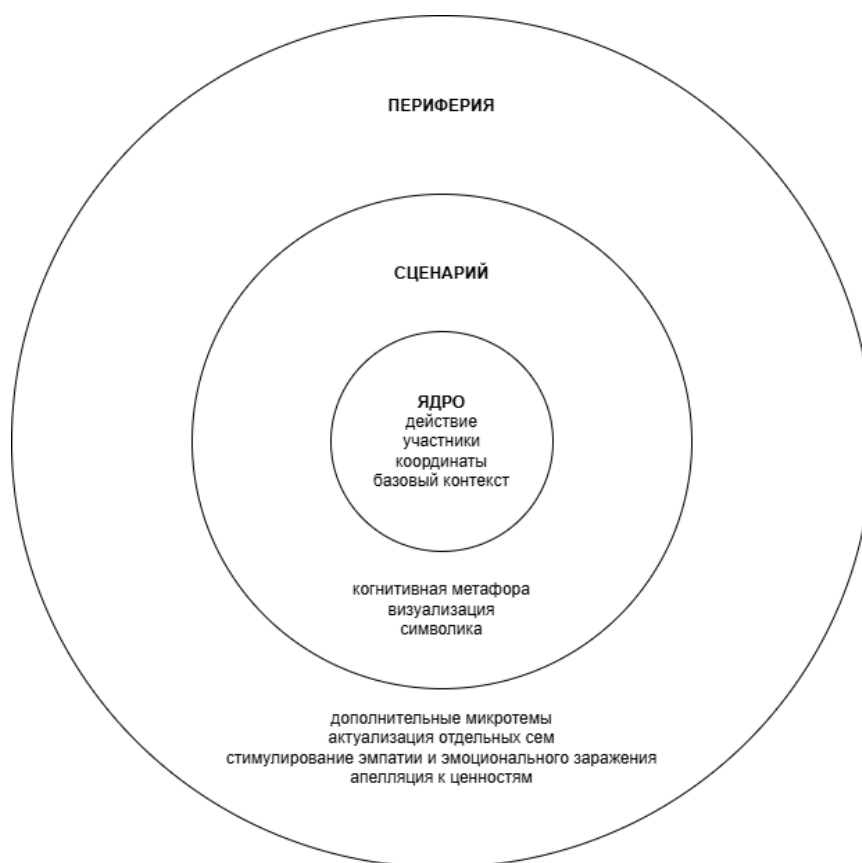 ПЕРИФЕРИЯ
СЦЕНАРИЙ
ЯДРО
действие
участники
координаты
базовый контекст
когнитивная метафора
визуализация
символика
дополнительные микротемы
актуализация отдельных сем
стимулирование эмпатии и эмоционального заражения
апелляция к ценностям